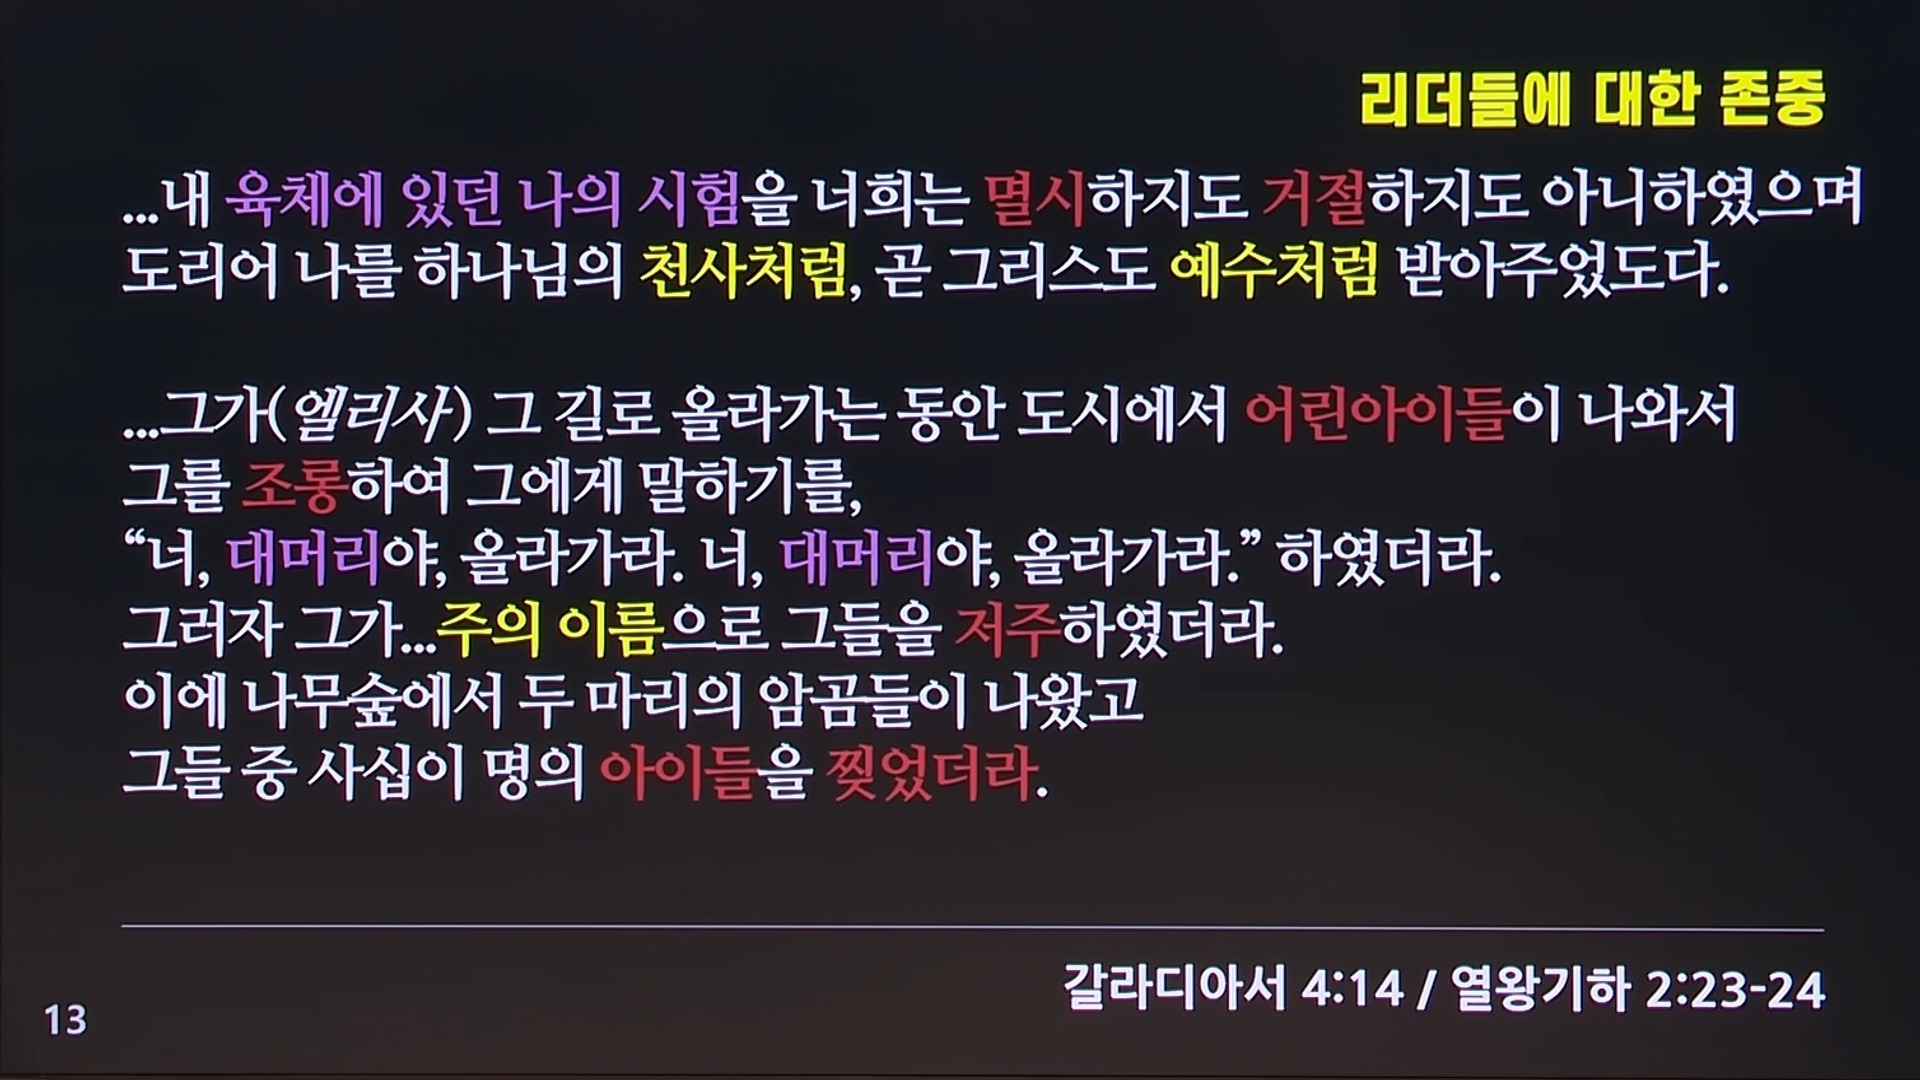 리더들에 대한 존중
...내 육체에 있던 나의 시험을 너희는 멸시하지도 거절하지도 아니하였으며
도리어 나를 하나님의 천사처럼, 곧 그리스도 예수처럼 받아주었도다.
...그가(엘리사) 그 길로 올라가는 동안 도시에서 어린아이들이 나와서
그를 조롱하여 그에게 말하기를,
“너, 대머리야, 올라가라. 너, 대머리야, 올라가라.” 하였더라.
그러자 그가...주의 이름으로 그들을 저주하였더라.
이에 나무숲에서 두 마리의 암곰들이 나왔고
그들 중 사십이 명의 아이들을 찢었더라.
갈라디아서 4:14 / 열왕기하 2:23-24
13